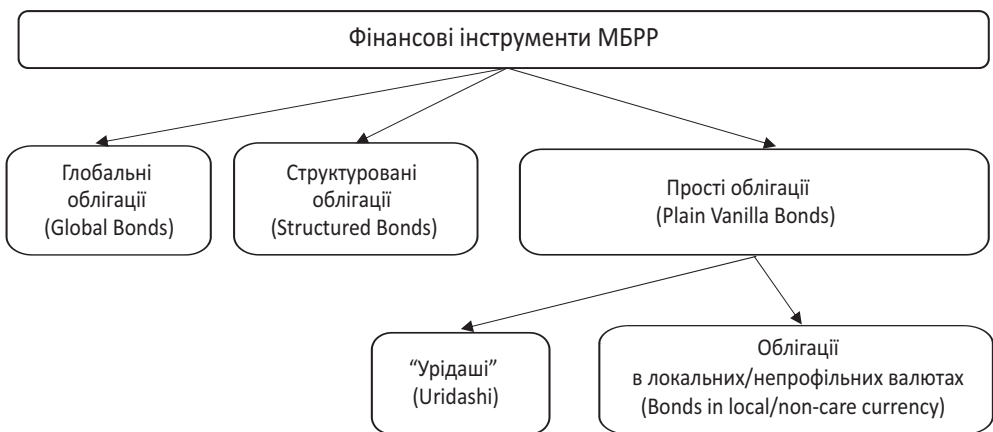 Фінансові інструменти МБРР
Глобальні
облігації
(Global Bonds)
Структуровані
облігації
(Structured Bonds)
Прості облігації
(Plain Vanilla Bonds)
“Урідаші”
(Uridashi)
Облігації
в локальних/непрофільних валютах
(Bonds in local/non-care currency)